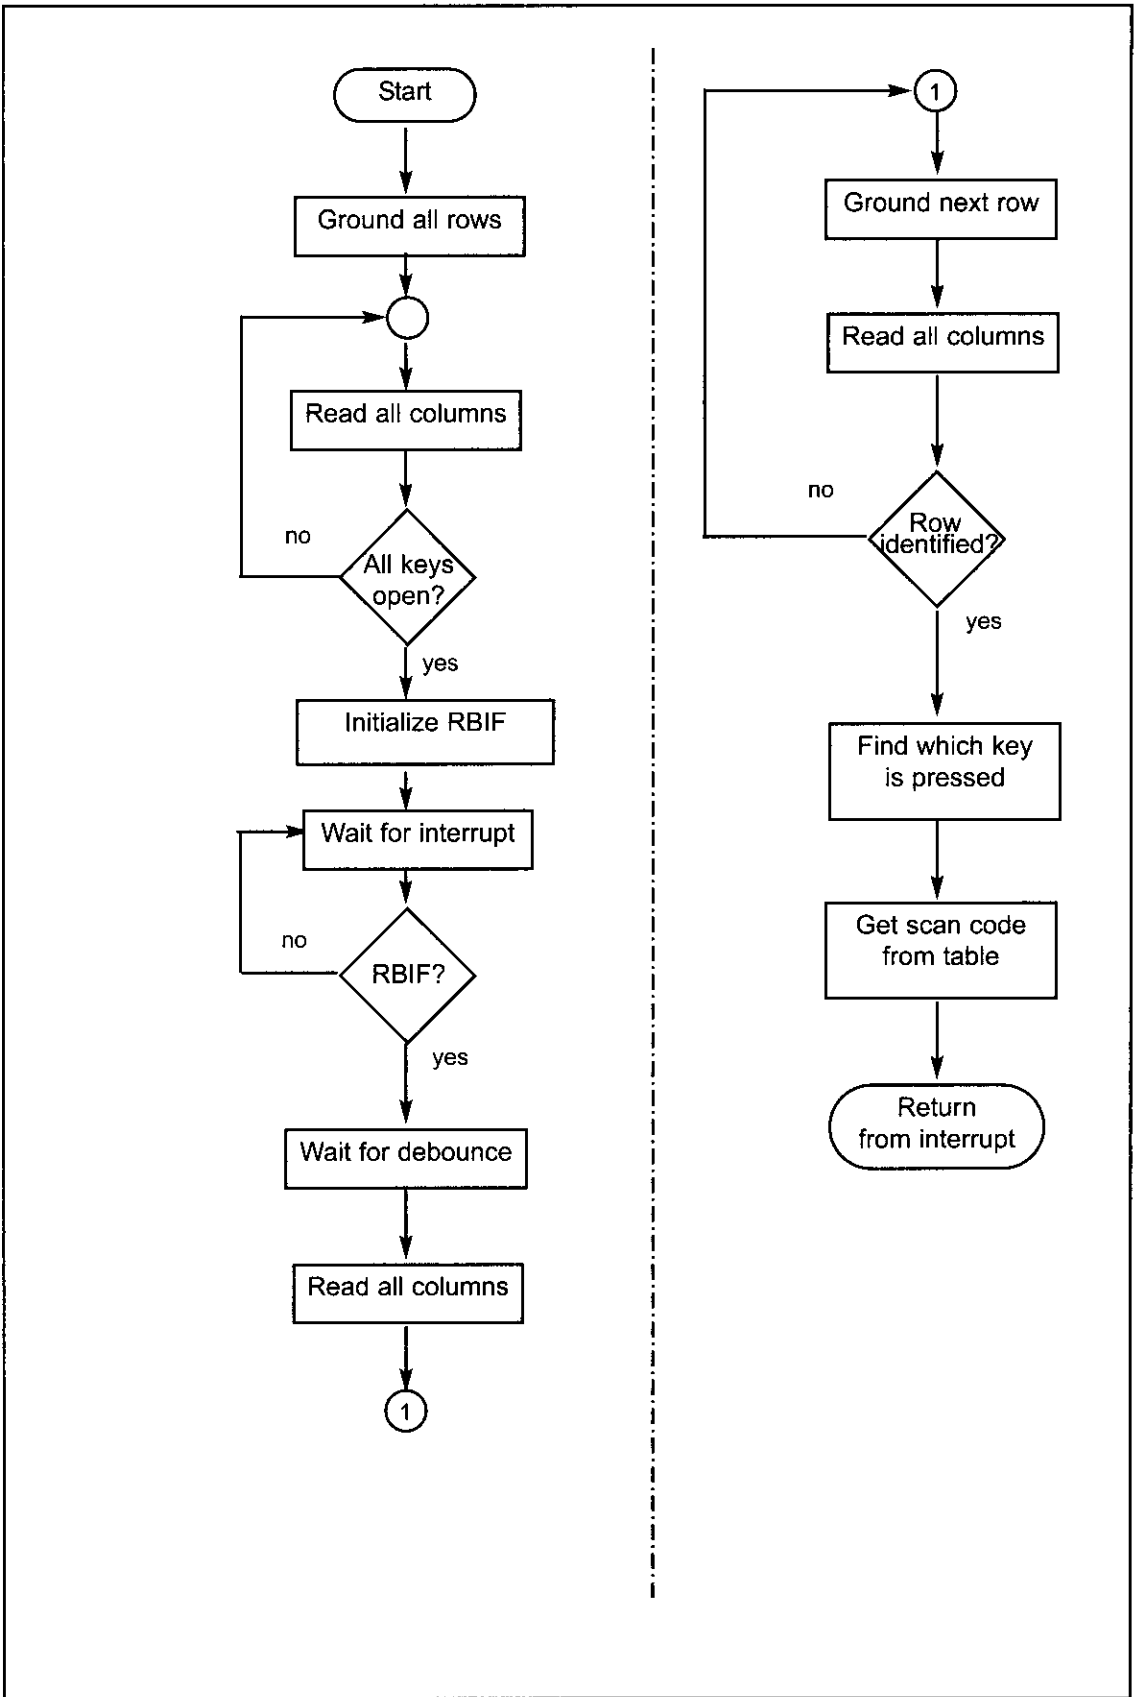 Start
Ground all rows
Read all columns
no
All keys
open?
yes
Initialize RBIF
Wait for interrupt
no
RBIF?
yes
Wait for debounce
Read all columns
1
1
Ground next row
Read all columns
no
Row
identified?
yes
Find which key
is pressed
Get scan code
from table
Return
from interrupt